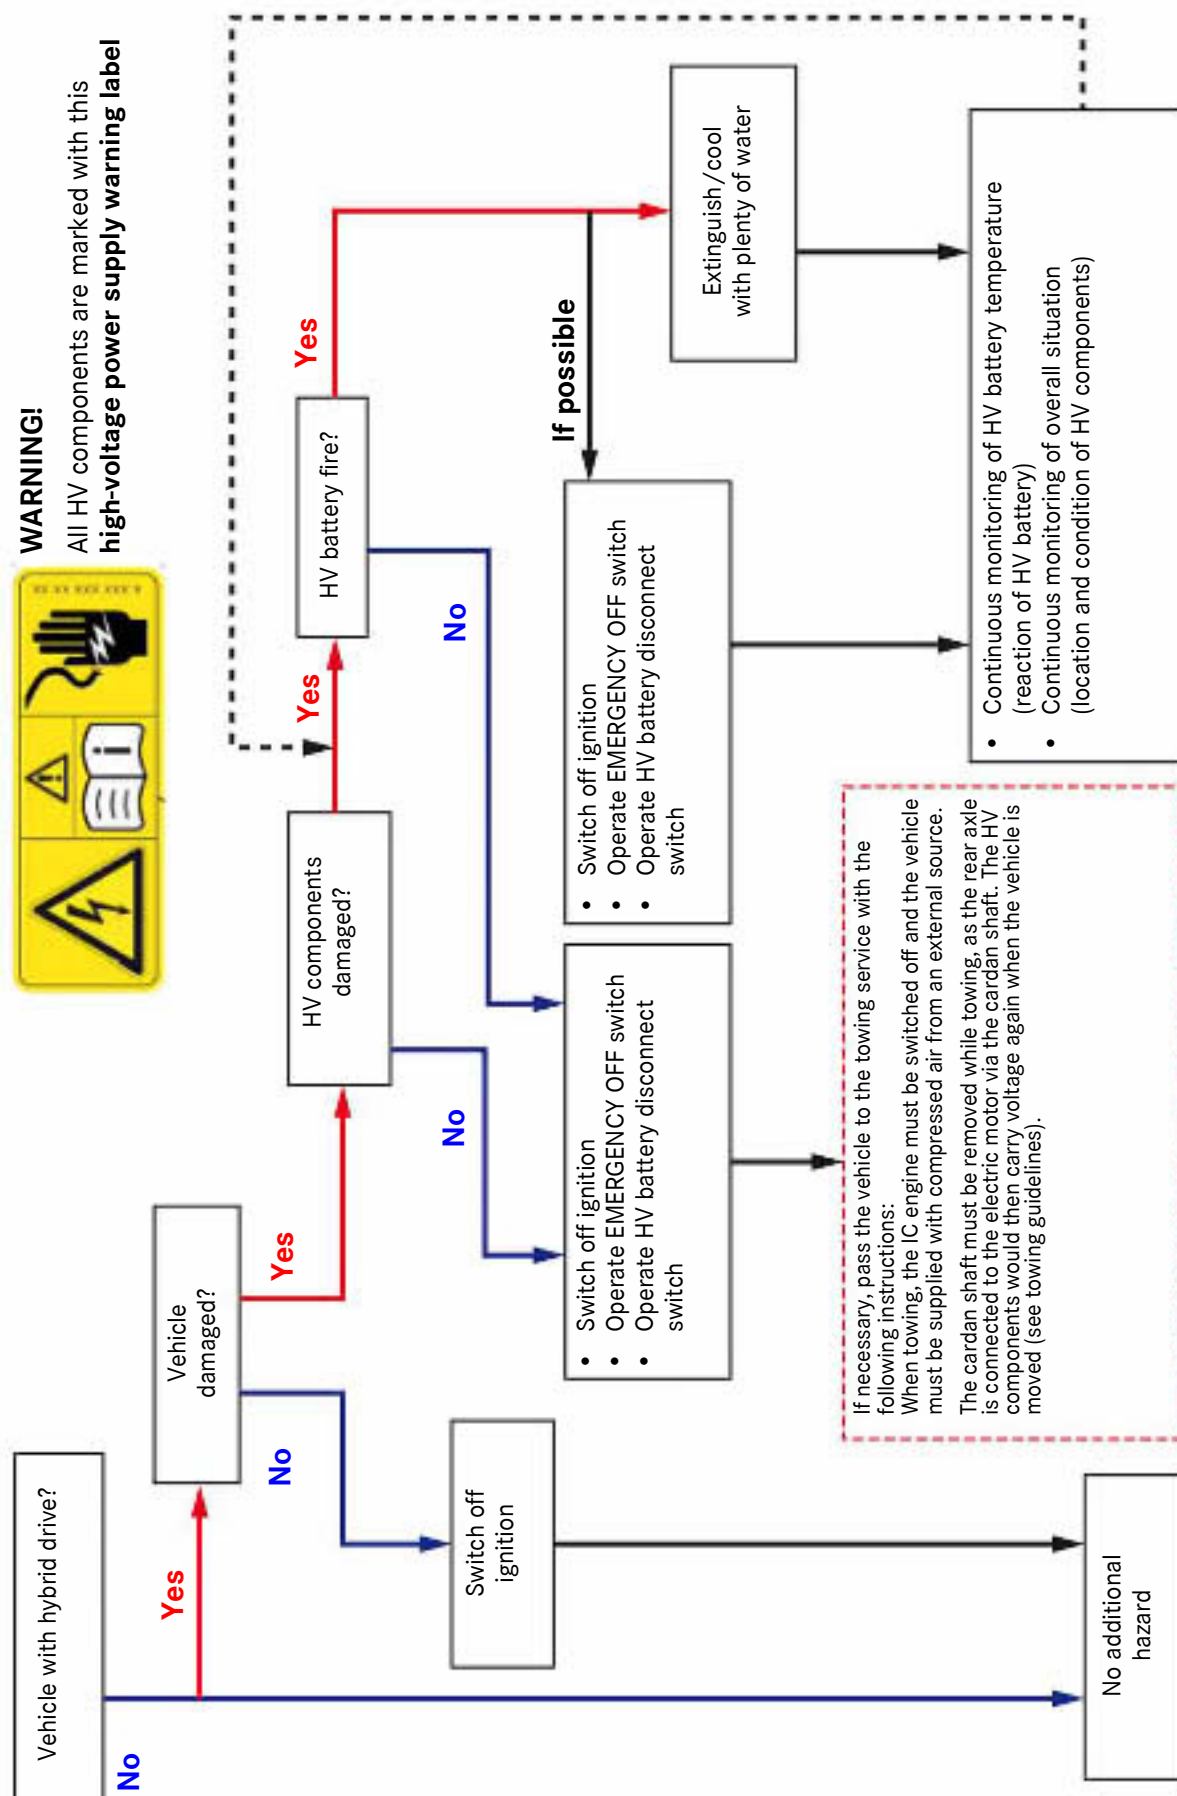 WARNING!
All HV components are marked with this
high-voltage power supply warning label
Vehicle with hybrid drive?
No
Yes
Vehicle
damaged?
No
Yes
HV components
damaged?
No
Yes
HV battery fire?
No
Yes
If possible
Switch off
ignition
• Switch off ignition
• Operate EMERGENCY OFF switch
• Operate HV battery disconnect
switch
• Switch off ignition
• Operate EMERGENCY OFF switch
• Operate HV battery disconnect
switch
Extinguish/cool
with plenty of water
No additional
hazard
If necessary, pass the vehicle to the towing service with the
following instructions:
When towing, the IC engine must be switched off and the vehicle
must be supplied with compressed air from an external source.
The cardan shaft must be removed while towing, as the rear axle
is connected to the electric motor via the cardan shaft. The HV
components would then carry voltage again when the vehicle is
moved (see towing guidelines).
• Continuous monitoring of HV battery temperature
(reaction of HV battery)
• Continuous monitoring of overall situation
(location and condition of HV components)